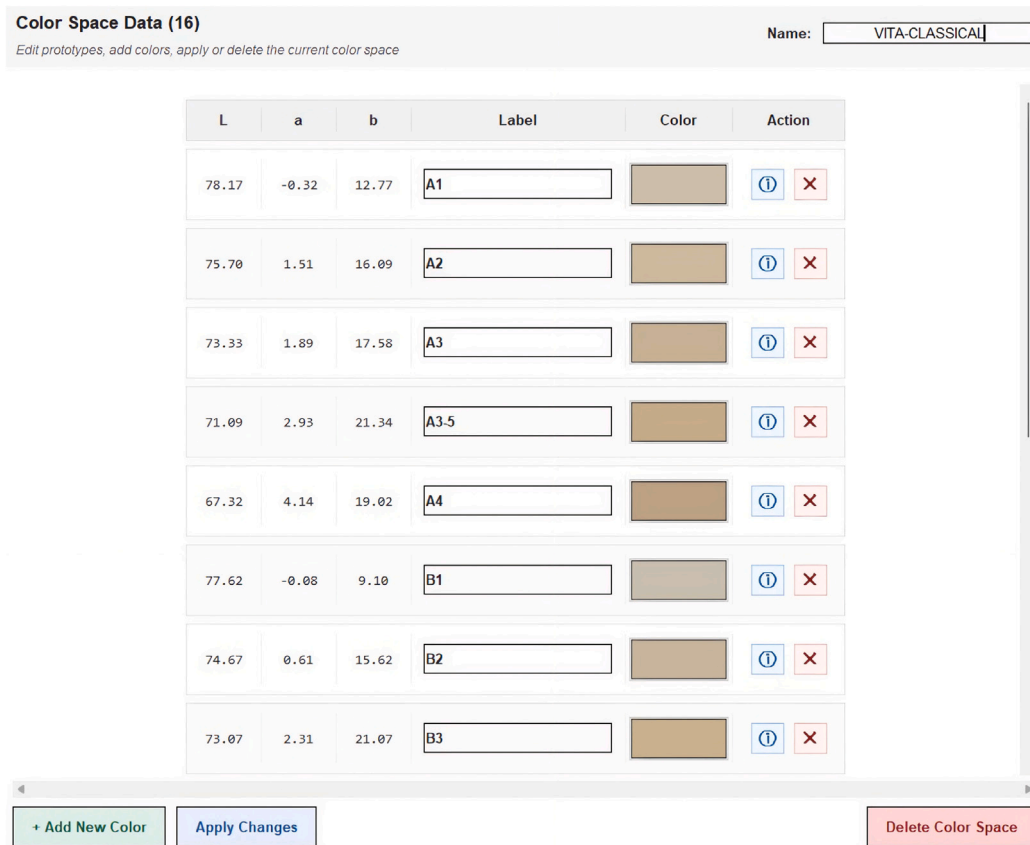 Color Space Data (16)
Edit prototypes, add colors, apply or delete the current color space
Name: VITA-CLASSICAL
L a b Label Color Action
78.17 -0.32 12.77 A1
75.70 1.51 16.09 A2
73.33 1.89 17.58 A3
71.09 2.93 21.34 A3-5
67.32 4.14 19.02 A4
77.62 -0.08 9.10 B1
74.67 0.61 15.62 B2
73.07 2.31 21.07 B3
+ Add New Color Apply Changes Delete Color Space